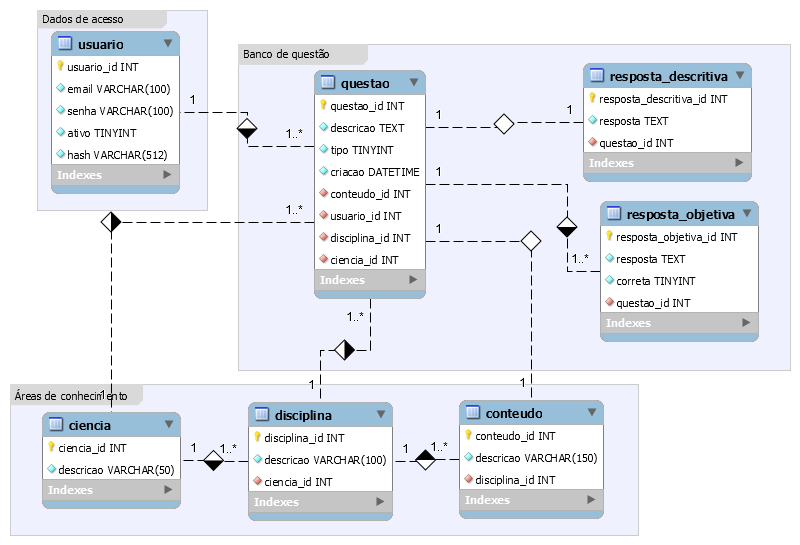 Dados de acesso
usuario
usuario_id INT
email VARCHAR(100)
senha VARCHAR(100)
ativo TINYINT
hash VARCHAR(512)
Indexes
1
1..*
Banco de questão
questao
questao_id INT
descricao TEXT
tipo TINYINT
criacao DATETIME
conteudo_id INT
usuario_id INT
disciplina_id INT
ciencia_id INT
Indexes
1
1
resposta_descritiva
resposta_descritiva_id INT
resposta TEXT
questao_id INT
Indexes
1
1..*
resposta_objetiva
resposta_objetiva_id INT
resposta TEXT
correta TINYINT
questao_id INT
Indexes
1..*
1
1..*
1
1
1
Áreas de conhecimento
ciencia
ciencia_id INT
descricao VARCHAR(50)
Indexes
1
1..*
disciplina
disciplina_id INT
descricao VARCHAR(100)
ciencia_id INT
Indexes
1
1..*
conteudo
conteudo_id INT
descricao VARCHAR(150)
disciplina_id INT
Indexes